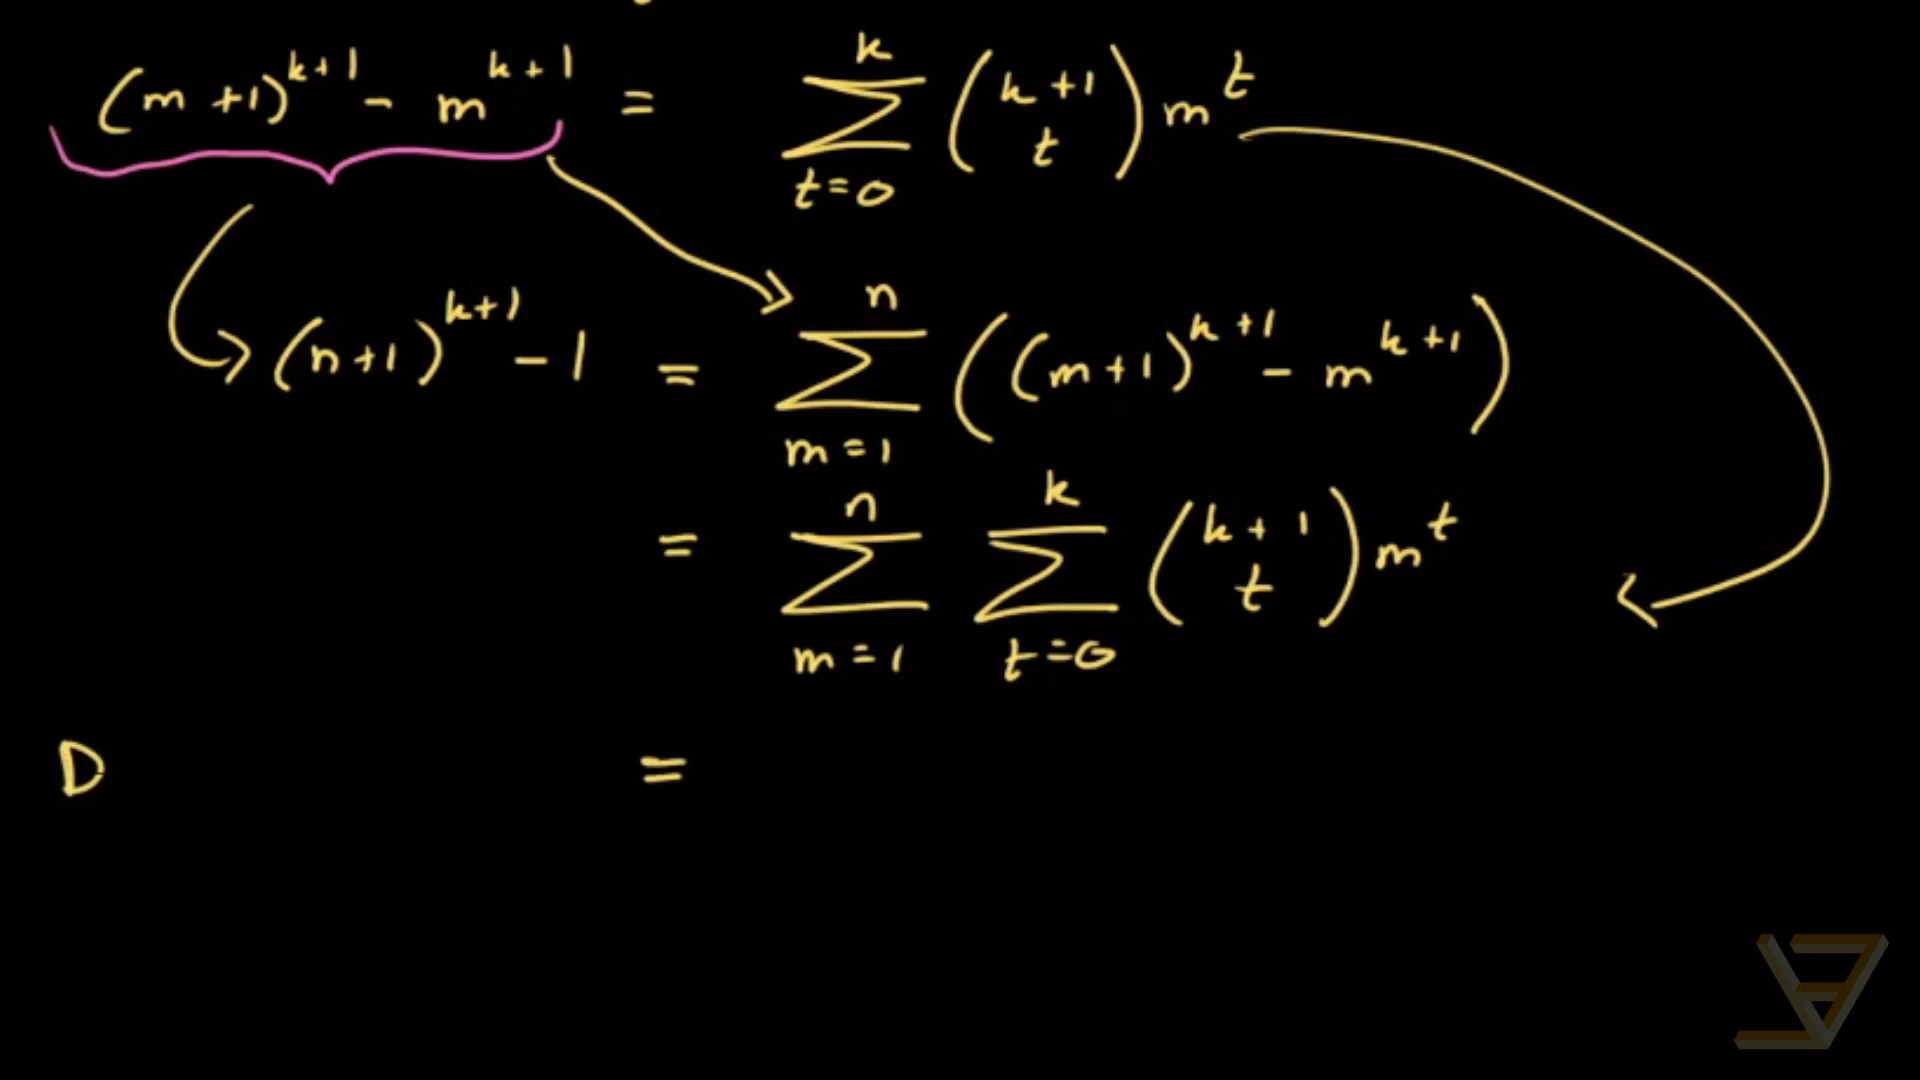 (m+1)^{k+1} - m^{k+1} = \sum_{t=0}^{k} \binom{k+1}{t} m^t
(n+1)^{k+1} - 1 = \sum_{m=1}^{n} ((m+1)^{k+1} - m^{k+1})
= \sum_{m=1}^{n} \sum_{t=0}^{k} \binom{k+1}{t} m^t
D =